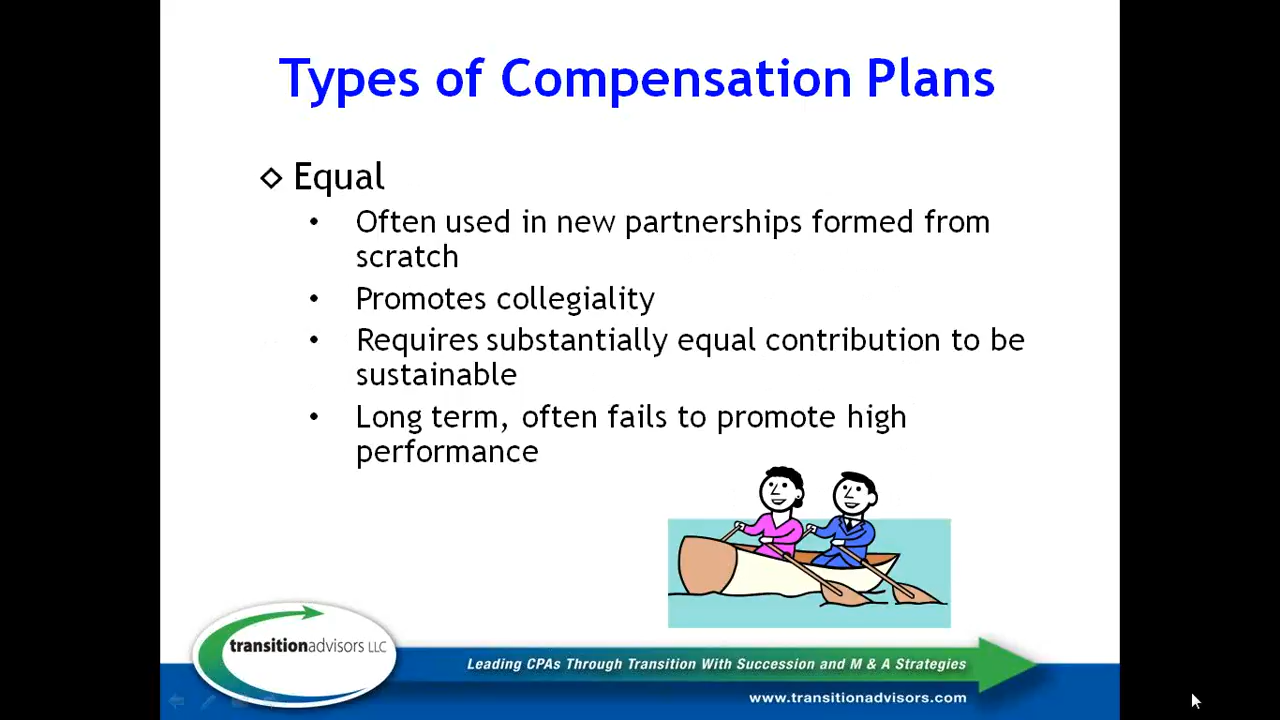 Types of Compensation Plans
Equal
Often used in new partnerships formed from
scratch
Promotes collegiality
Requires substantially equal contribution to be
sustainable
Long term, often fails to promote high
performance
transitionadvisors LLC
Leading CPAs Through Transition With Succession and M & A Strategies
www.transitionadvisors.com